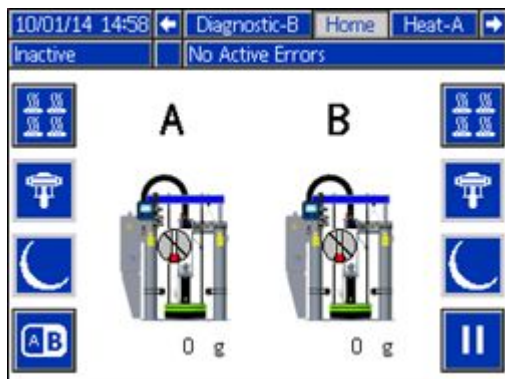 10/01/14 14:58 Diagnostic-B Home Heat-A
Inactive No Active Errors
A B
A B
0 g 0 g